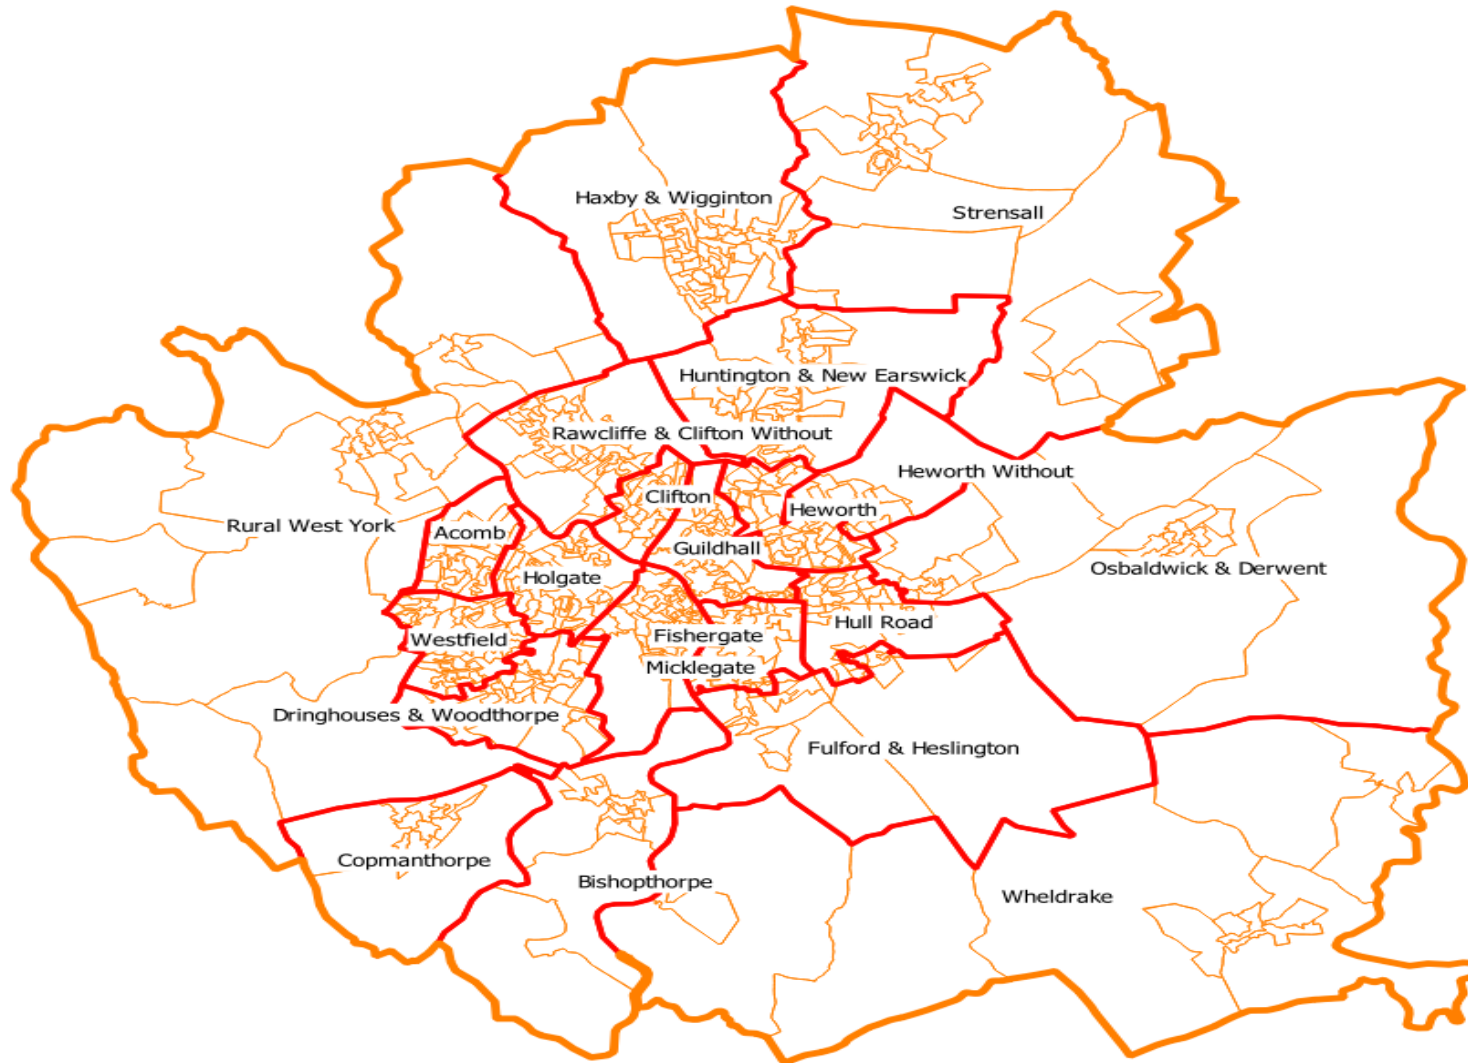 Haxby & Wigginton
Strensall
Huntington & New Earswick
Rawcliffe & Clifton Without
Heworth Without
Clifton
Heworth
Rural West York
Acomb
Guildhall
Holgate
Osbaldwick & Derwent
Hull Road
Westfield
Fishergate
Micklegate
Dringhouses & Woodthorpe
Fulford & Heslington
Copmanthorpe
Bishopthorpe
Wheldrake